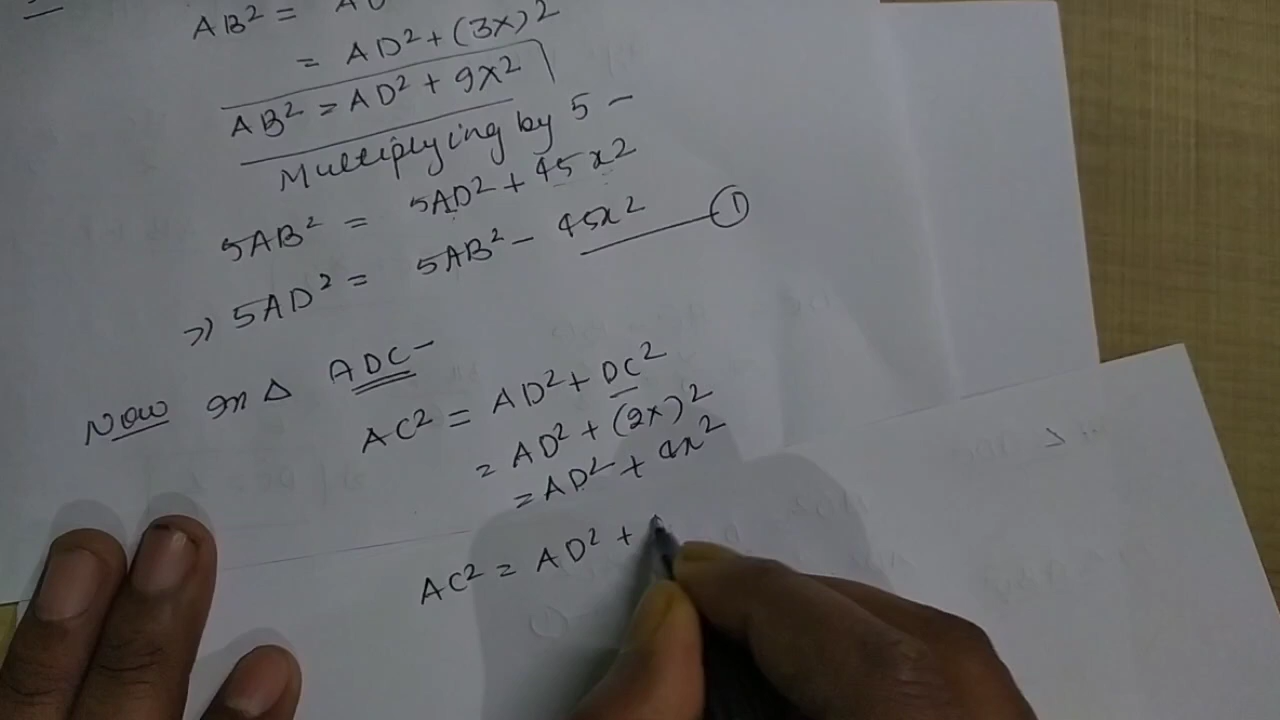 AB² = AD
= AD² + (3x)²
AB² = AD² + 9x²
Multiplying by 5 –
5AB² = 5AD² + 45x²
=> 5AD² = 5AB² – 45x² ①
Now In Δ ADC –
AC² = AD² + DC²
= AD² + (2x)²
= AD² + 4x²
AC² = AD² +